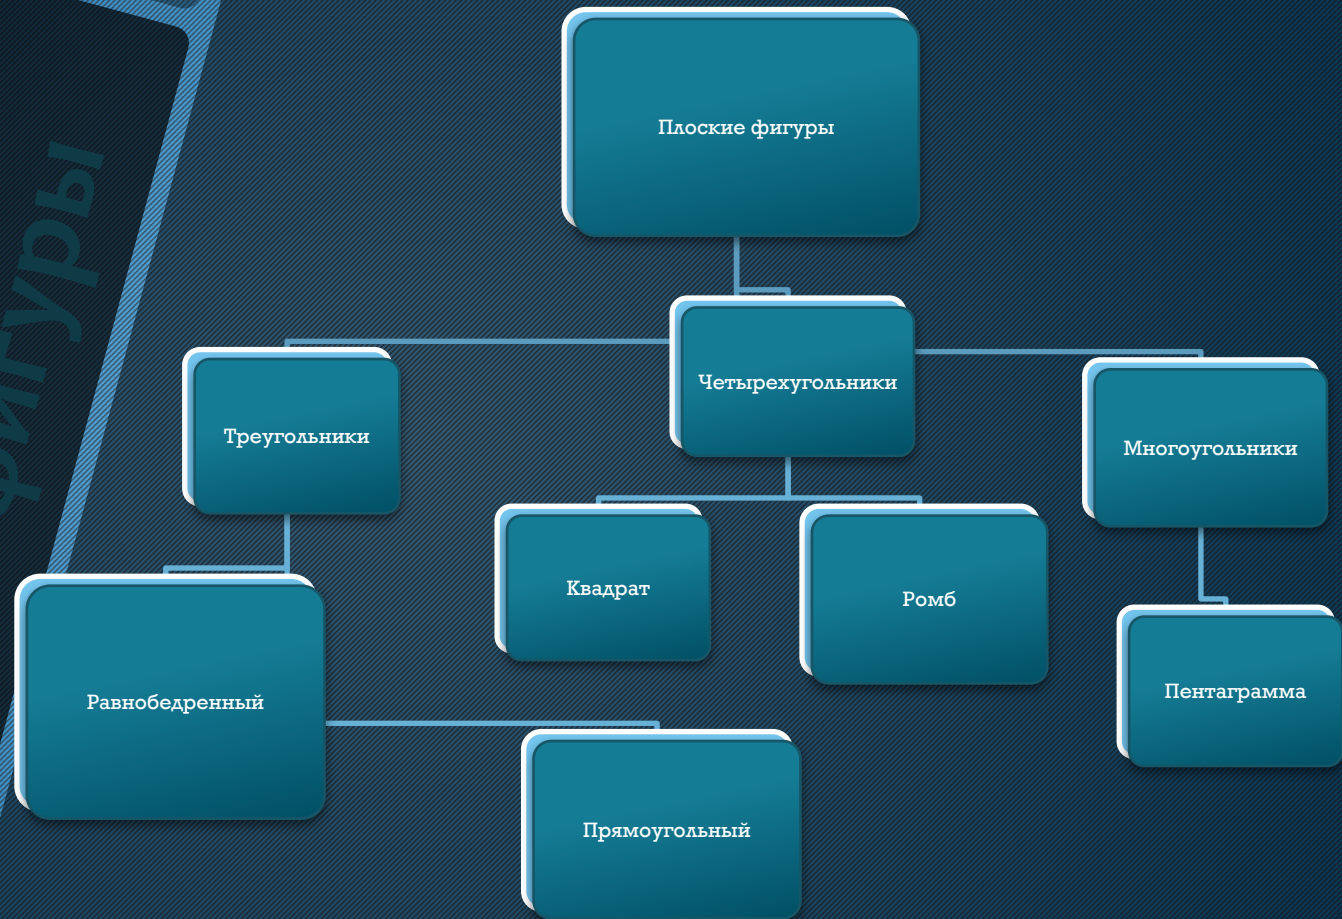 Плоские фигуры
Четырехугольники
Треугольники
Многоугольники
Квадрат
Ромб
Равнобедренный
Пентаграмма
Прямоугольный
фигуры